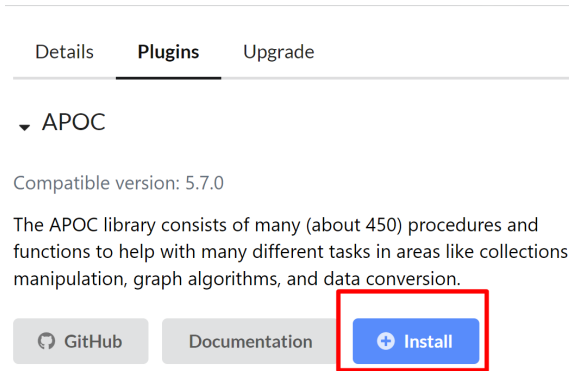 Details Plugins Upgrade
APOC
Compatible version: 5.7.0
The APOC library consists of many (about 450) procedures and
functions to help with many different tasks in areas like collections
manipulation, graph algorithms, and data conversion.
GitHub Documentation Install